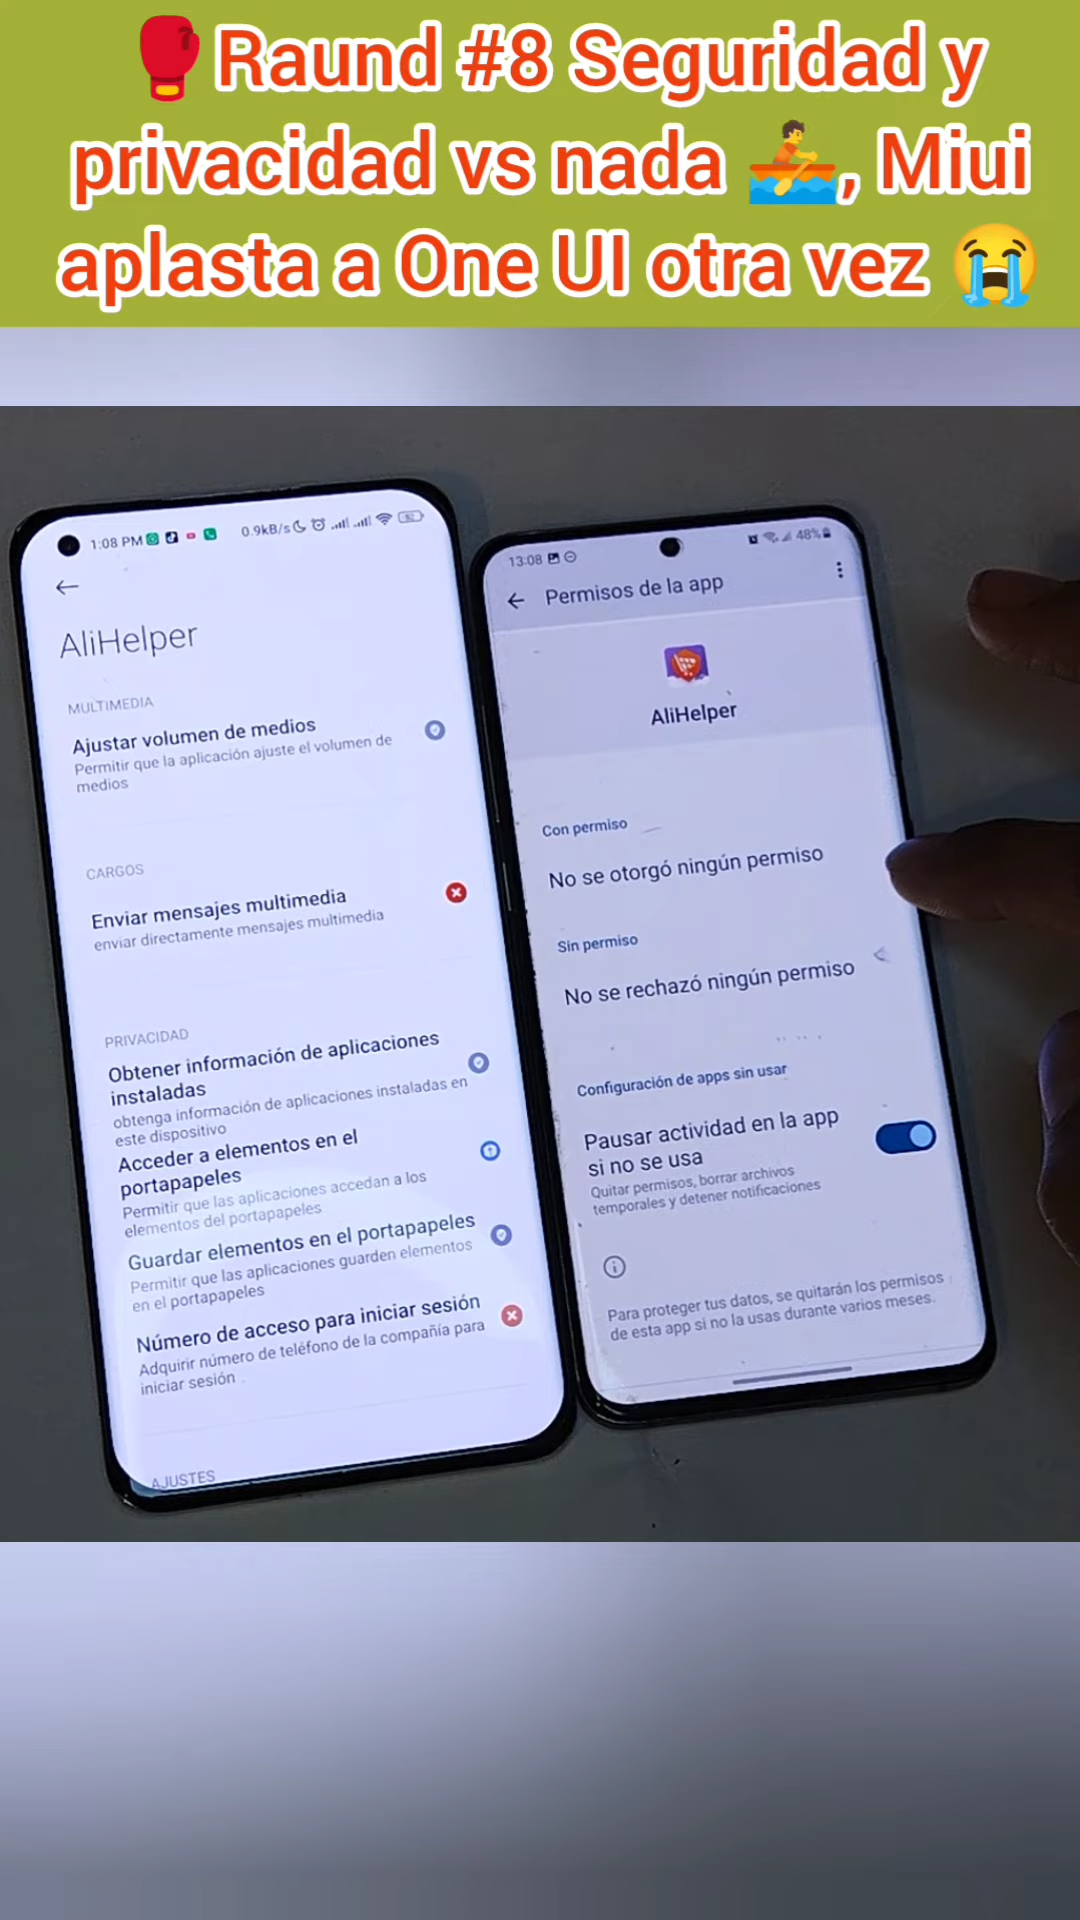 🥊Raund #8 Seguridad y
privacidad vs nada 🚣, Miui
aplasta a One UI otra vez 😭
1:08 PM
0.9kB/s
←
AliHelper
MULTIMEDIA
Ajustar volumen de medios
Permitir que la aplicación ajuste el volumen de
medios
CARGOS
Enviar mensajes multimedia
enviar directamente mensajes multimedia
PRIVACIDAD
Obtener información de aplicaciones
instaladas
obtenga información de aplicaciones instaladas en
este dispositivo
Acceder a elementos en el
portapapeles
Permitir que las aplicaciones accedan a los
elementos del portapapeles
Guardar elementos en el portapapeles
Permitir que las aplicaciones guarden elementos
en el portapapeles
Número de acceso para iniciar sesión
Adquirir número de teléfono de la compañía para
iniciar sesión
AJUSTES
13:08
48%
← Permisos de la app
AliHelper
Con permiso
No se otorgó ningún permiso
Sin permiso
No se rechazó ningún permiso
Configuración de apps sin usar
Pausar actividad en la app
si no se usa
Quitar permisos, borrar archivos
temporales y detener notificaciones
Para proteger tus datos, se quitarán los permisos
de esta app si no la usas durante varios meses.